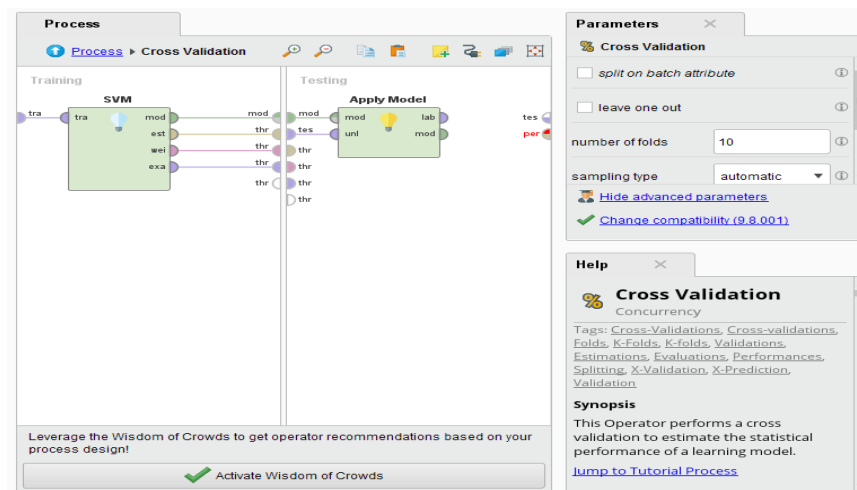 Process
Process ▸ Cross Validation
Training
Testing
SVM
Apply Model
tra
tra
mod
mod
mod
mod
lab
tes
est
thr
tes
unl
mod
per
wei
thr
thr
exa
thr
thr
thr
thr
thr
Leverage the Wisdom of Crowds to get operator recommendations based on your
process design!
Activate Wisdom of Crowds
Parameters
Cross Validation
split on batch attribute
leave one out
number of folds
10
sampling type
automatic
Hide advanced parameters
Change compatibility (9.8.001)
Help
Cross Validation
Concurrency
Tags: Cross-Validations, Cross-validations,
Folds, K-Folds, K-folds, Validations,
Estimations, Evaluations, Performances,
Splitting, X-Validation, X-Prediction,
Validation
Synopsis
This Operator performs a cross
validation to estimate the statistical
performance of a learning model.
Jump to Tutorial Process